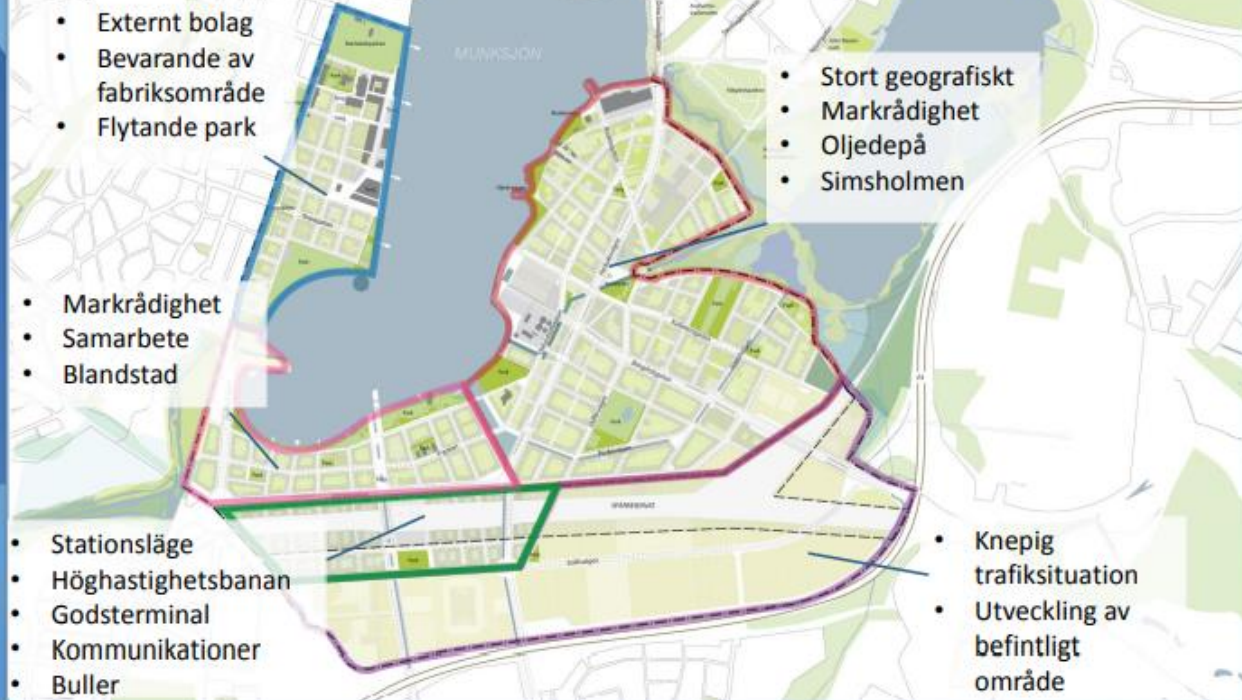 • Externt bolag
• Bevarande av
fabriksområde
• Flytande park
MUNKSJÖN
• Stort geografiskt
• Markrådighet
• Oljedepå
• Simsholmen
• Markrådighet
• Samarbete
• Blandstad
• Stationsläge
• Höghastighetsbanan
• Godsterminal
• Kommunikationer
• Buller
• Knepig
trafiksituation
• Utveckling av
befintligt
område